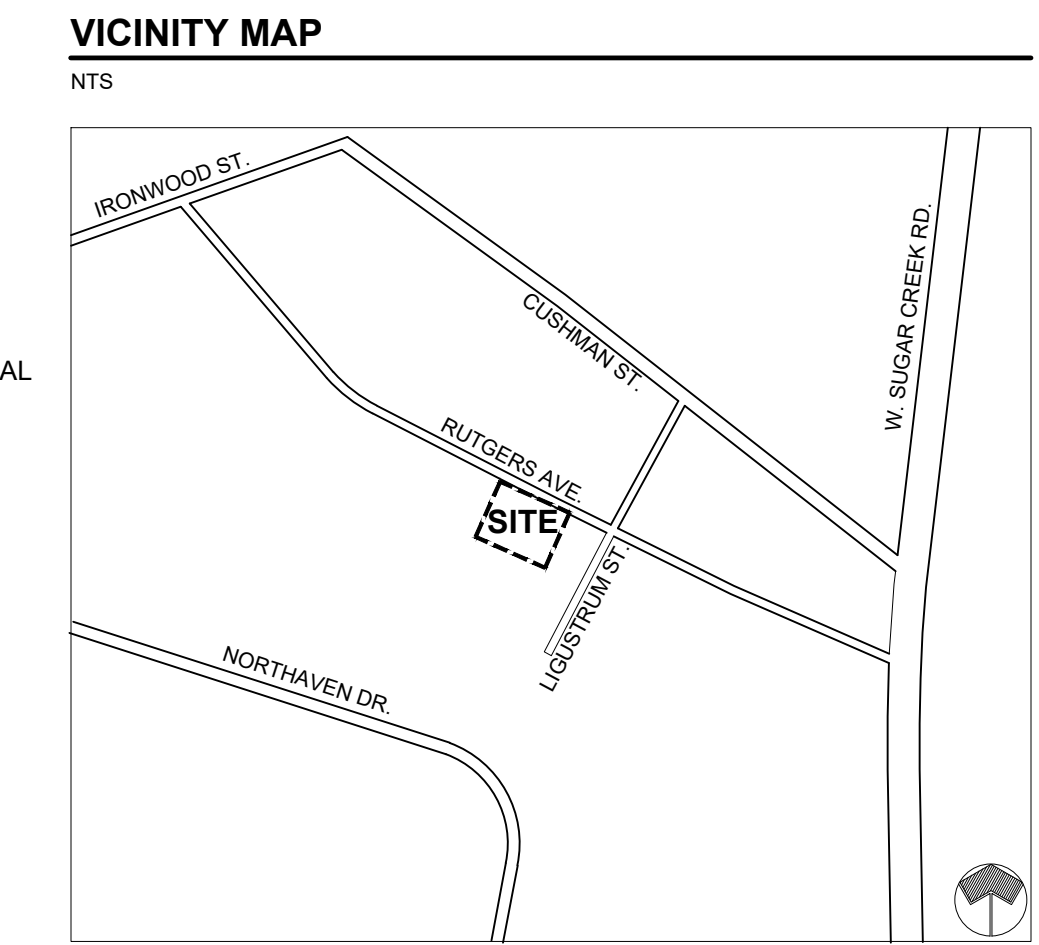 VICINITY MAP
NTS
IRONWOOD ST.
W. SUGAR CREEK RD.
CUSHMAN ST.
AL
RUTGERS AVE.
SITE
LIGUSTRUM ST.
NORTHAVEN DR.